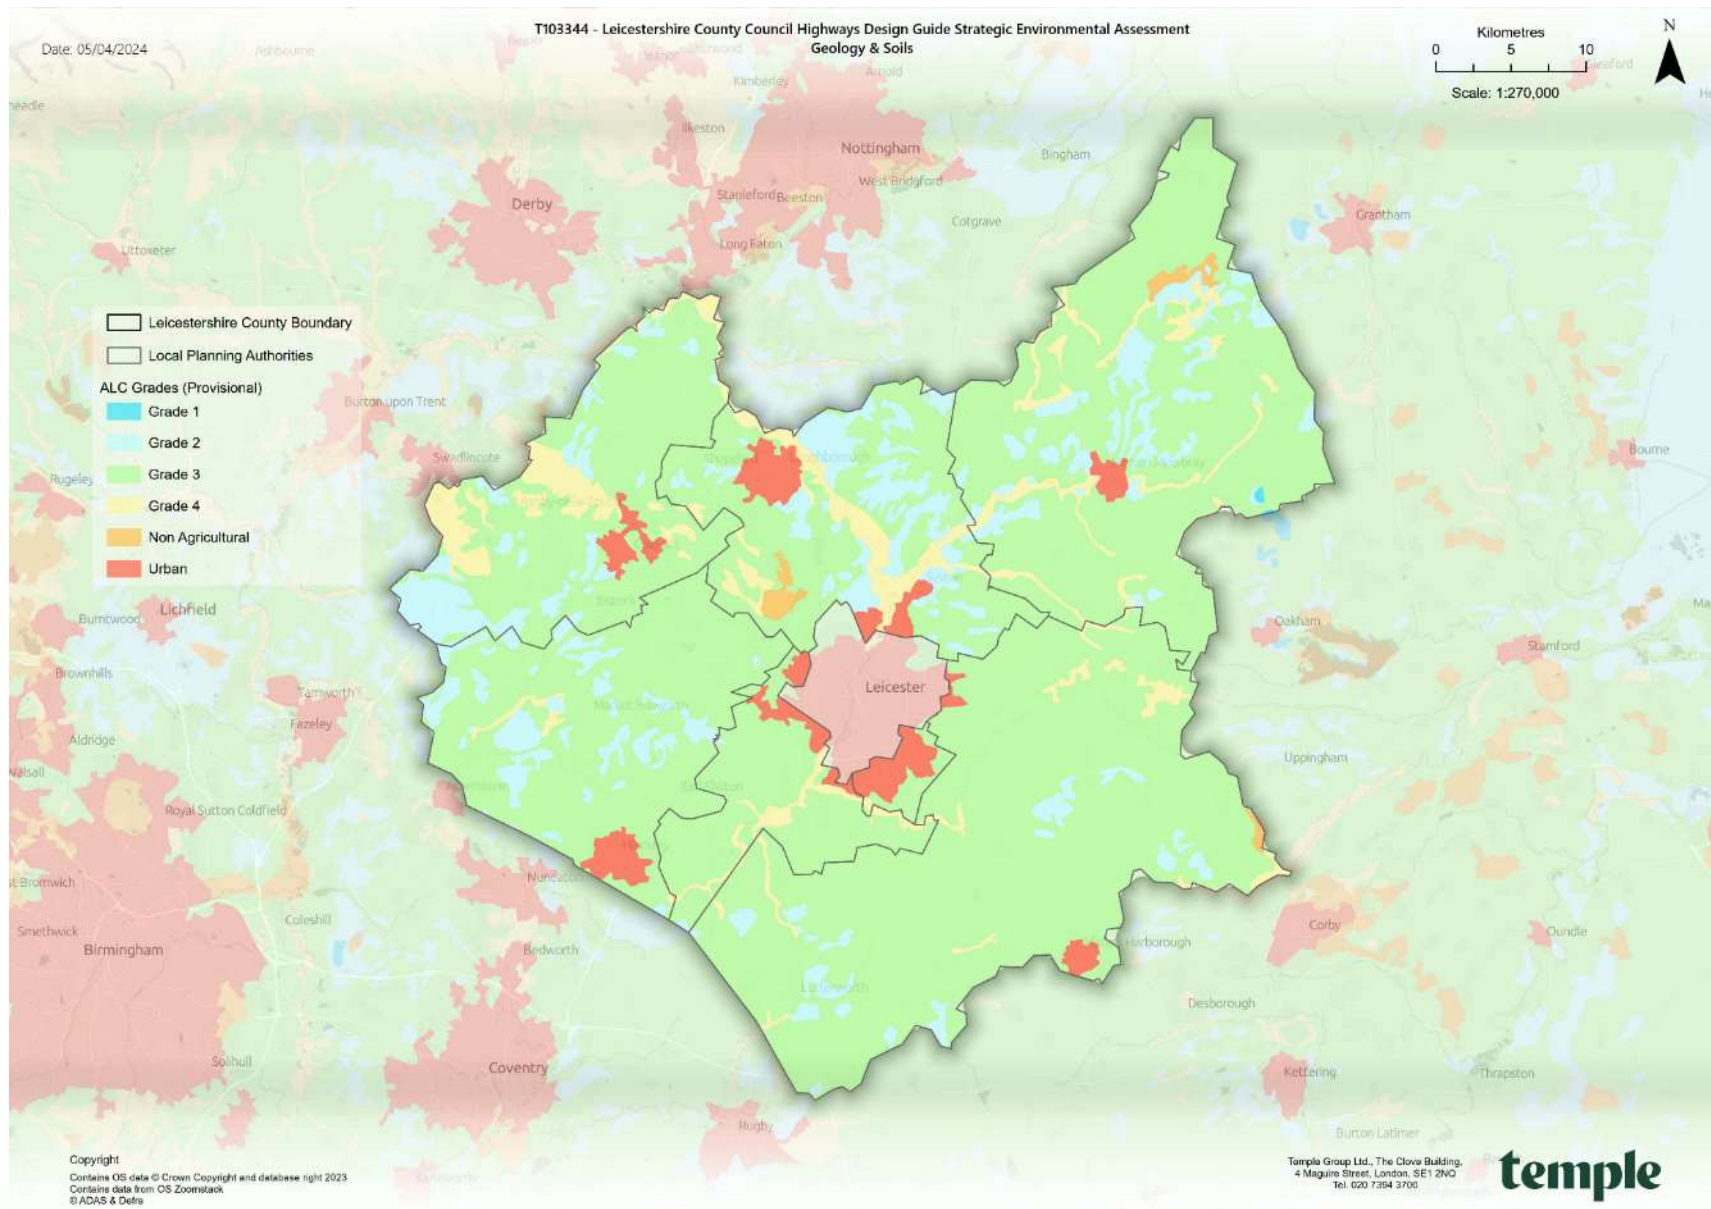 T103344 - Leicestershire County Council Highways Design Guide Strategic Environmental Assessment
Geology & Soils
Date: 05/04/2024
Kilometres
0 5 10
Scale: 1:270,000
N
Ashbourne
Kimberley
Arnold
Sleaford
Ilkeston
Nottingham
Bingham
West Bridgford
Stapleford
Beeston
Derby
Cotgrave
Grantham
Long Eaton
Uttoxeter
Leicestershire County Boundary
Local Planning Authorities
ALC Grades (Provisional)
Grade 1
Grade 2
Grade 3
Grade 4
Non Agricultural
Urban
Burton upon Trent
Swadlincote
Rugeley
Bourne
Lichfield
Burntwood
Oakham
Stamford
Brownhills
Tamworth
Leicester
Fazeley
Aldridge
Uppingham
Royal Sutton Coldfield
Nuneaton
Coleshill
Corby
Oundle
Smethwick
Birmingham
Bedworth
Harborough
Desborough
Solihull
Coventry
Kettering
Thrapston
Rugby
Burton Latimer
Copyright
Contains OS data © Crown Copyright and database right 2023
Contains data from OS Zoomstack
© ADAS & Defra
Temple Group Ltd., The Clove Building,
4 Maguire Street, London, SE1 2NQ
Tel. 020 7394 3700
temple